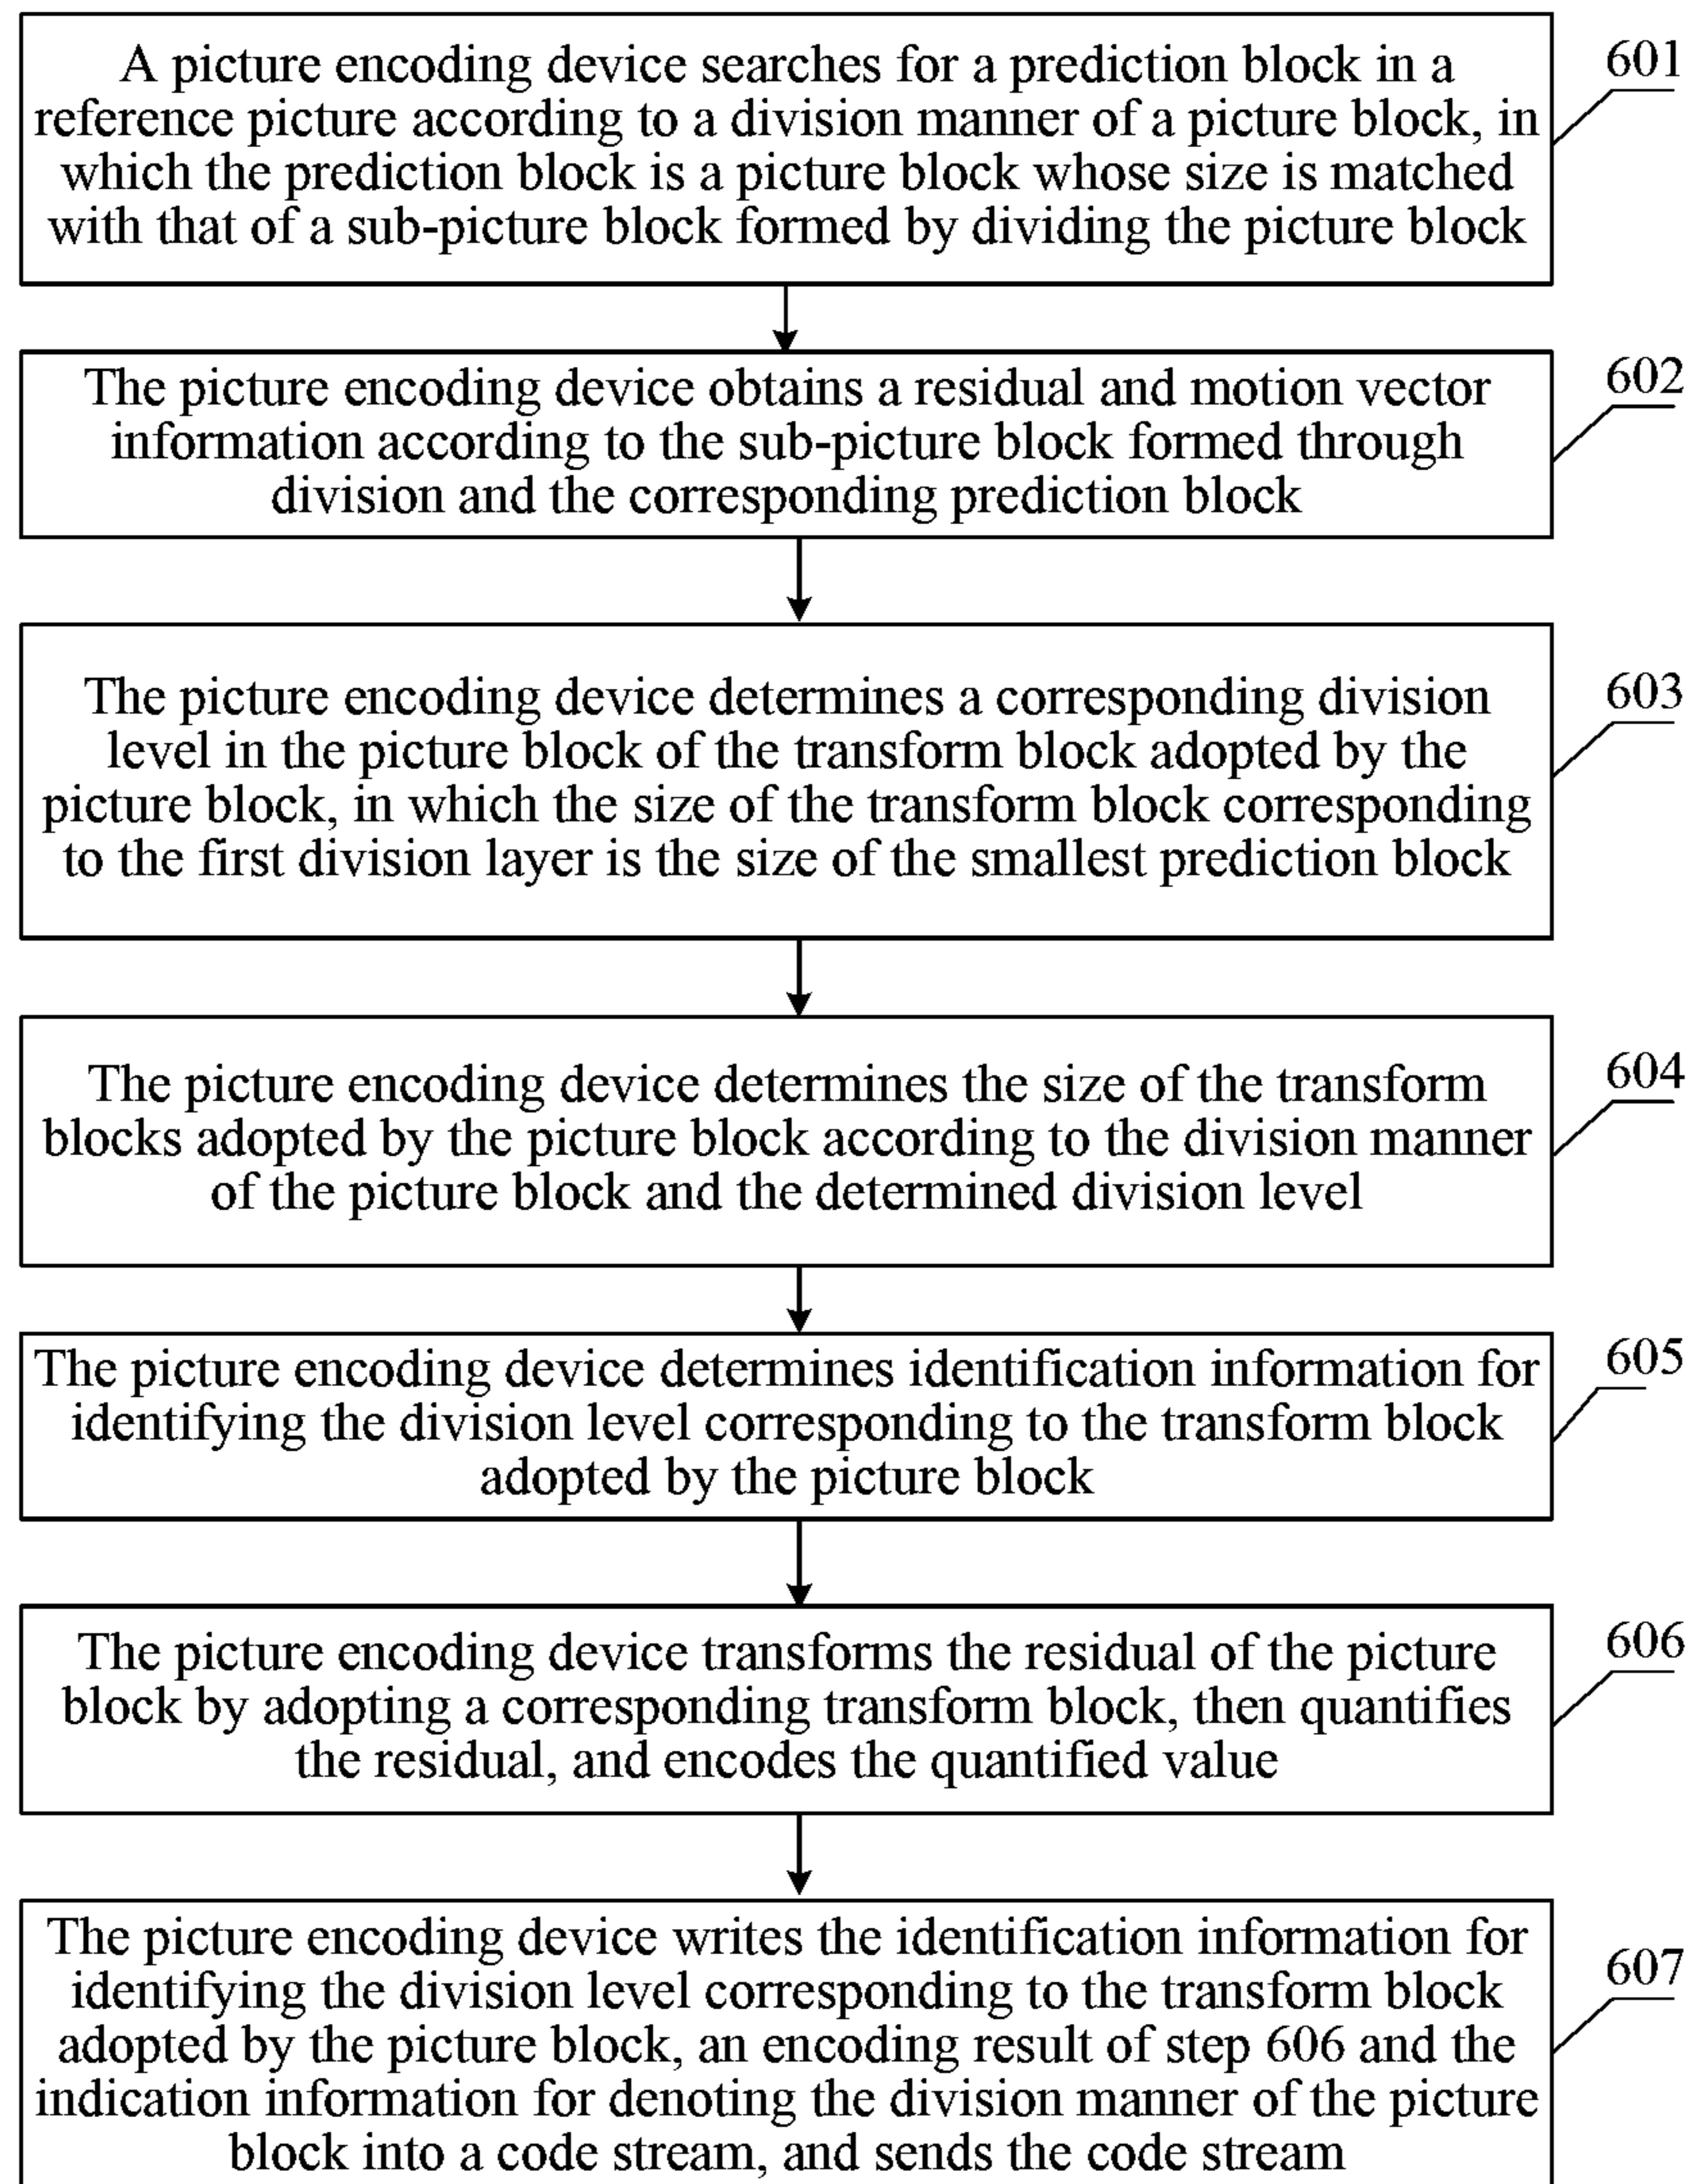 A picture encoding device searches for a prediction block in a
reference picture according to a division manner of a picture block, in
which the prediction block is a picture block whose size is matched
with that of a sub-picture block formed by dividing the picture block
601
The picture encoding device obtains a residual and motion vector
information according to the sub-picture block formed through
division and the corresponding prediction block
602
The picture encoding device determines a corresponding division
level in the picture block of the transform block adopted by the
picture block, in which the size of the transform block corresponding
to the first division layer is the size of the smallest prediction block
603
The picture encoding device determines the size of the transform
blocks adopted by the picture block according to the division manner
of the picture block and the determined division level
604
The picture encoding device determines identification information for
identifying the division level corresponding to the transform block
adopted by the picture block
605
The picture encoding device transforms the residual of the picture
block by adopting a corresponding transform block, then quantifies
the residual, and encodes the quantified value
606
The picture encoding device writes the identification information for
identifying the division level corresponding to the transform block
adopted by the picture block, an encoding result of step 606 and the
indication information for denoting the division manner of the picture
block into a code stream, and sends the code stream
607